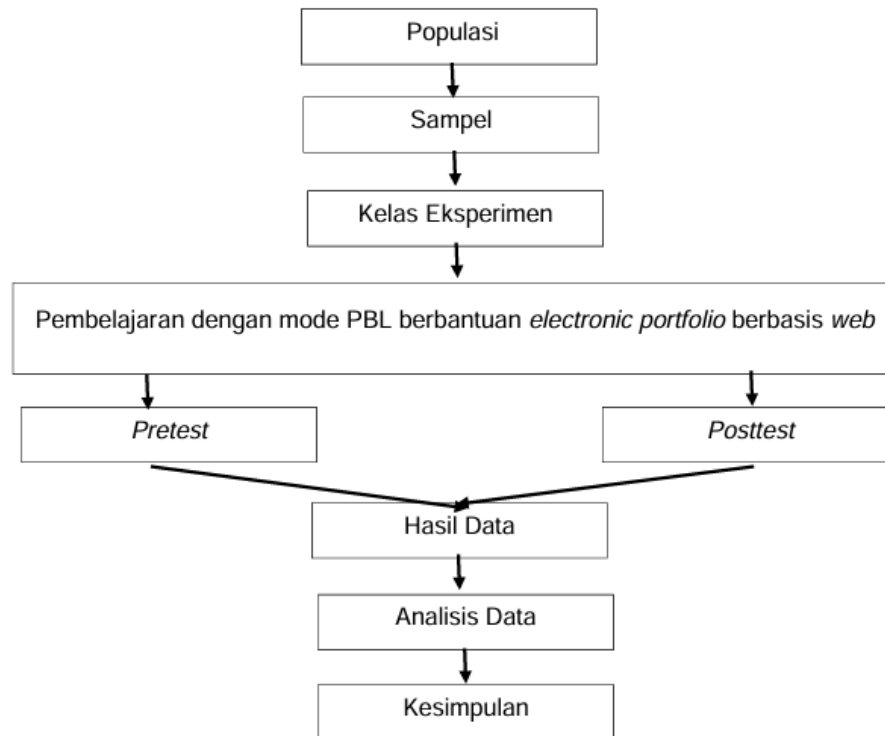 Populasi
Sampel
Kelas Eksperimen
Pembelajaran dengan mode PBL berbantuan electronic portfolio berbasis web
Pretest
Posttest
Hasil Data
Analisis Data
Kesimpulan